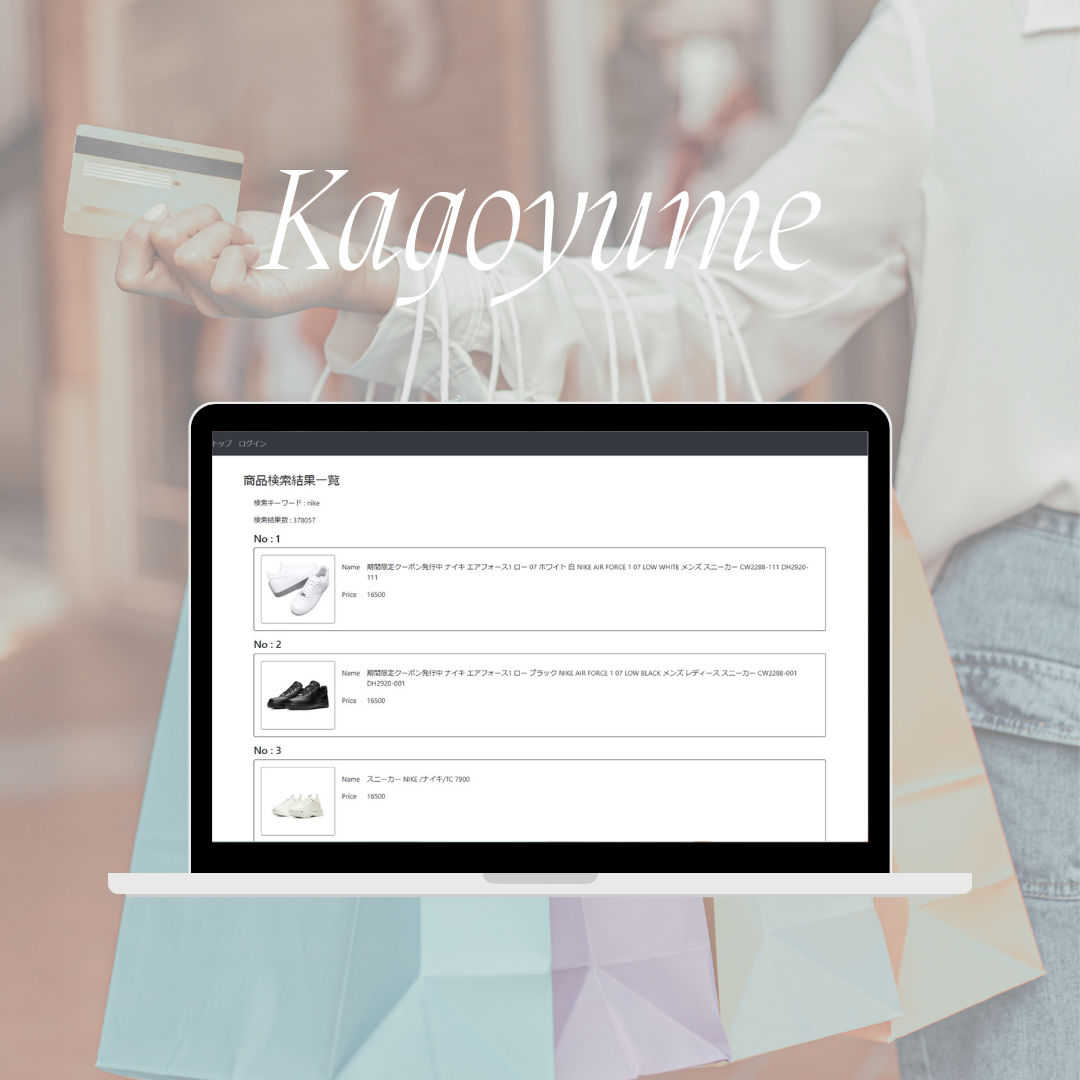 Kagoyume
トップ ログイン
商品検索結果一覧
検索キーワード : nike
検索結果数 : 378057
No : 1
Name 期間限定クーポン発行中 ナイキ エアフォース1 ロー 07 ホワイト 白 NIKE AIR FORCE 1 07 LOW WHITE メンズ スニーカー CW2288-111 DH2920-
111
Price 16500
No : 2
Name 期間限定クーポン発行中 ナイキ エアフォース1 ロー ブラック NIKE AIR FORCE 1 07 LOW BLACK メンズ レディース スニーカー CW2288-001
DH2920-001
Price 16500
No : 3
Name スニーカー NIKE /ナイキ/TC 7900
Price 16500